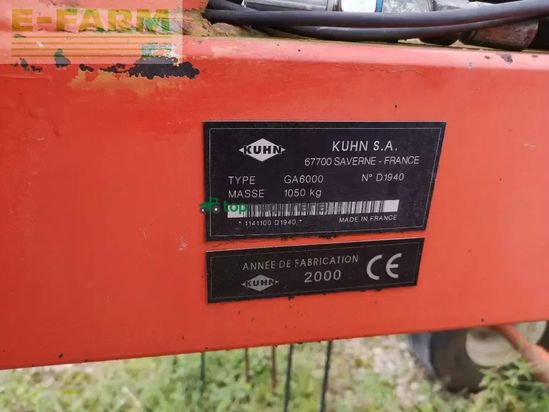 E-FARM
KUHN
KUHN S.A.
67700 SAVERNE - FRANCE
TYPE GA6000 N° D1940
MASSE 1050 kg
top
* 1141100 D1940 *
MADE IN FRANCE
ANNEE DE FABRICATION
KUHN 2000 CE